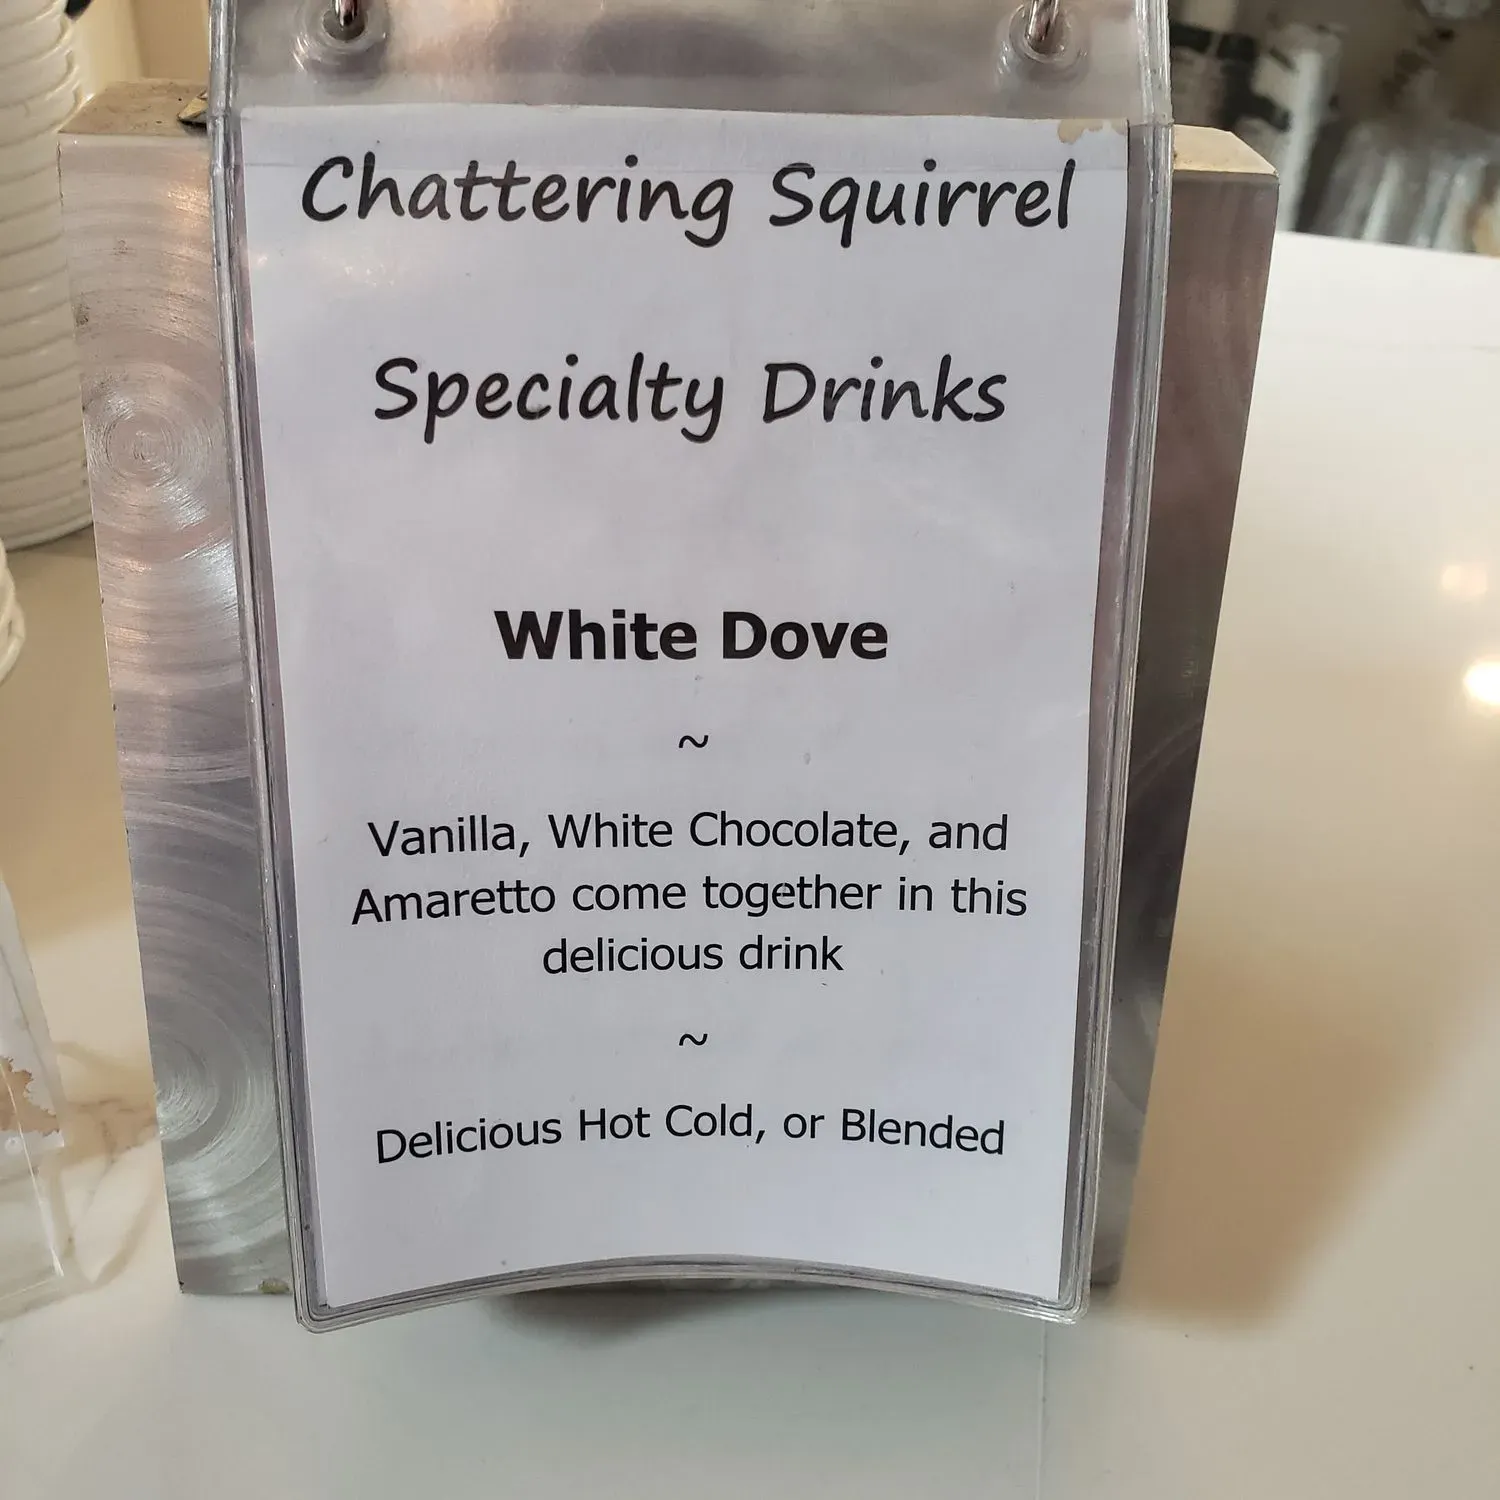 Chattering Squirrel
Specialty Drinks
White Dove
~
Vanilla, White Chocolate, and
Amaretto come together in this
delicious drink
~
Delicious Hot Cold, or Blended